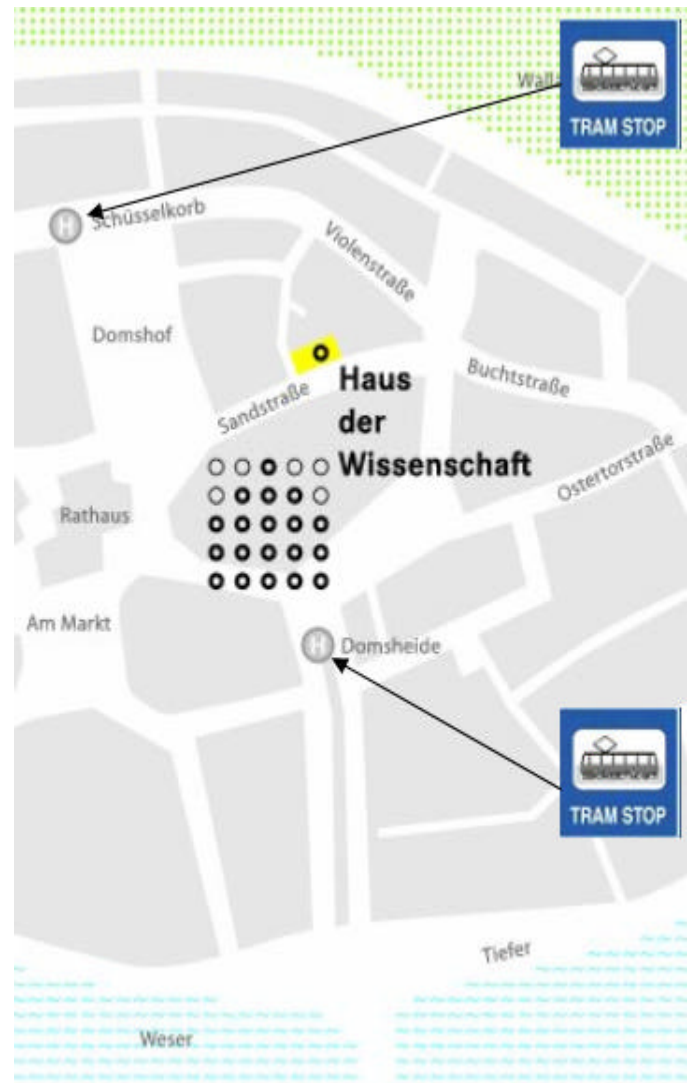 Wall
TRAM STOP
Schüsselkorb
Violenstraße
Domshof
Buchtstraße
Haus
der
Wissenschaft
Sandstraße
Ostertorstraße
Rathaus
Am Markt
Domsheide
TRAM STOP
Tiefer
Weser